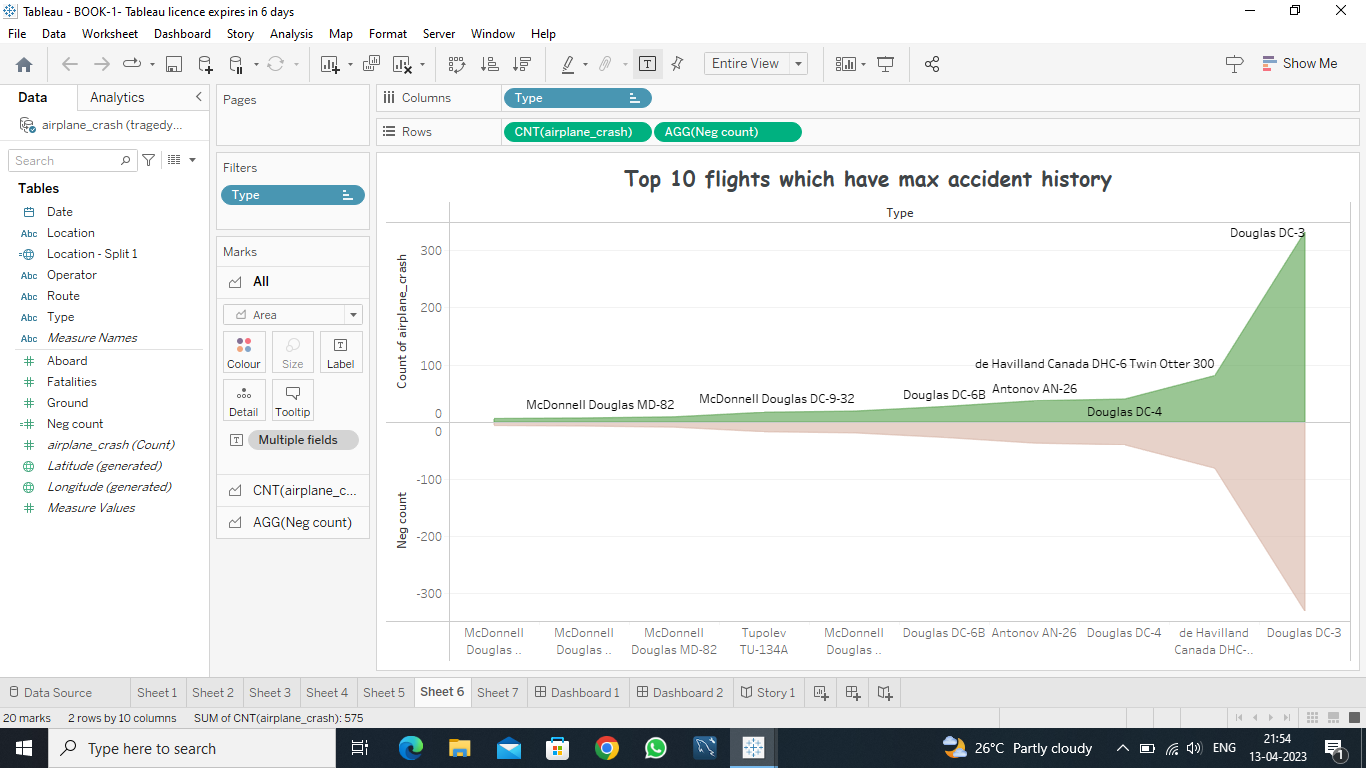 Tableau - BOOK-1- Tableau licence expires in 6 days
File Data Worksheet Dashboard Story Analysis Map Format Server Window Help
Entire View
Show Me
Data Analytics
airplane_crash (tragedy...
Search
Tables
Date
Abc Location
Location - Split 1
Abc Operator
Abc Route
Abc Type
Abc Measure Names
Aboard
Fatalities
Ground
Neg count
airplane_crash (Count)
Latitude (generated)
Longitude (generated)
Measure Values
Pages
Filters
Type
Marks
All
Area
Colour Size Label
Detail Tooltip
Multiple fields
CNT(airplane_c...
AGG(Neg count)
Columns Type
Rows CNT(airplane_crash) AGG(Neg count)
Top 10 flights which have max accident history
Type
Count of airplane_crash
300
200
100
0
Douglas DC-3
de Havilland Canada DHC-6 Twin Otter 300
Antonov AN-26
McDonnell Douglas DC-9-32
Douglas DC-6B
McDonnell Douglas MD-82
Douglas DC-4
Neg count
0
-100
-200
-300
McDonnell
Douglas ..
McDonnell
Douglas ..
McDonnell
Douglas MD-82
Tupolev
TU-134A
McDonnell
Douglas ..
Douglas DC-6B
Antonov AN-26
Douglas DC-4
de Havilland
Canada DHC-..
Douglas DC-3
Data Source Sheet 1 Sheet 2 Sheet 3 Sheet 4 Sheet 5 Sheet 6 Sheet 7 Dashboard 1 Dashboard 2 Story 1
20 marks 2 rows by 10 columns SUM of CNT(airplane_crash): 575
Type here to search
26°C Partly cloudy
ENG
21:54
13-04-2023
1